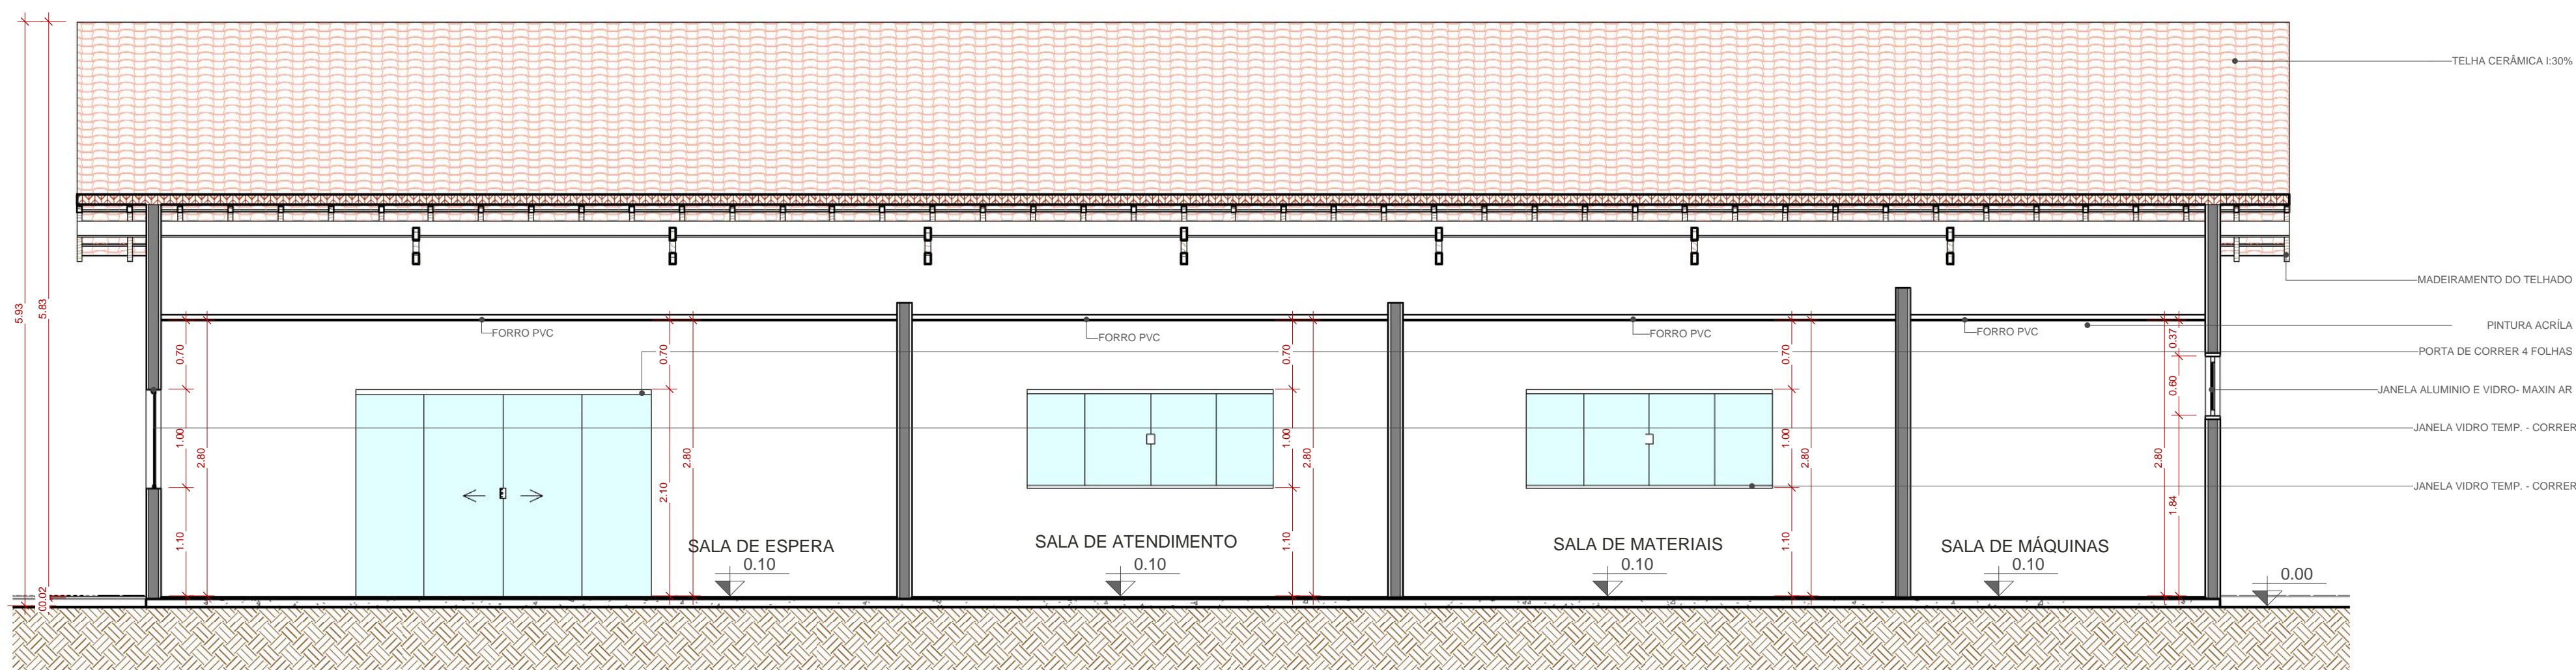 TELHA CERÂMICA I:30%
MADEIRAMENTO DO TELHADO
5.93
5.83
PINTURA ACRÍLA
FORRO PVC
FORRO PVC
FORRO PVC
FORRO PVC
0.37
PORTA DE CORRER 4 FOLHAS
0.70
0.70
0.70
0.70
JANELA ALUMINIO E VIDRO- MAXIN AR
0.60
JANELA VIDRO TEMP. - CORRER
1.00
2.80
2.80
1.00
2.80
1.00
2.80
2.80
JANELA VIDRO TEMP. - CORRER
2.10
1.84
1.10
1.10
1.10
SALA DE ESPERA
0.10
SALA DE ATENDIMENTO
0.10
SALA DE MATERIAIS
0.10
SALA DE MÁQUINAS
0.10
0.00